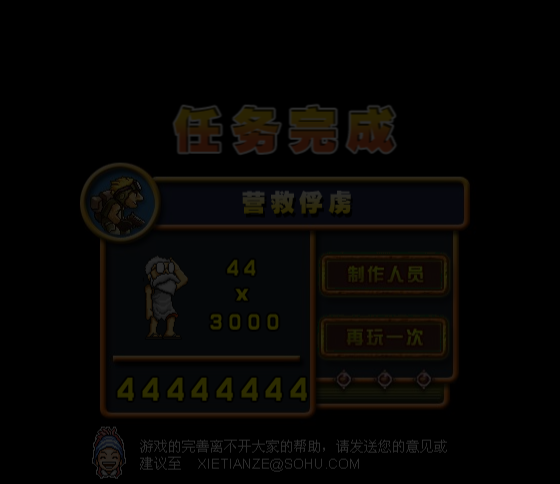 任务完成
营救俘虏
44
x
3000
44444444
制作人员
再玩一次
游戏的完善离不开大家的帮助，请发送您的意见或
建议至 XIETIANZE@SOHU.COM